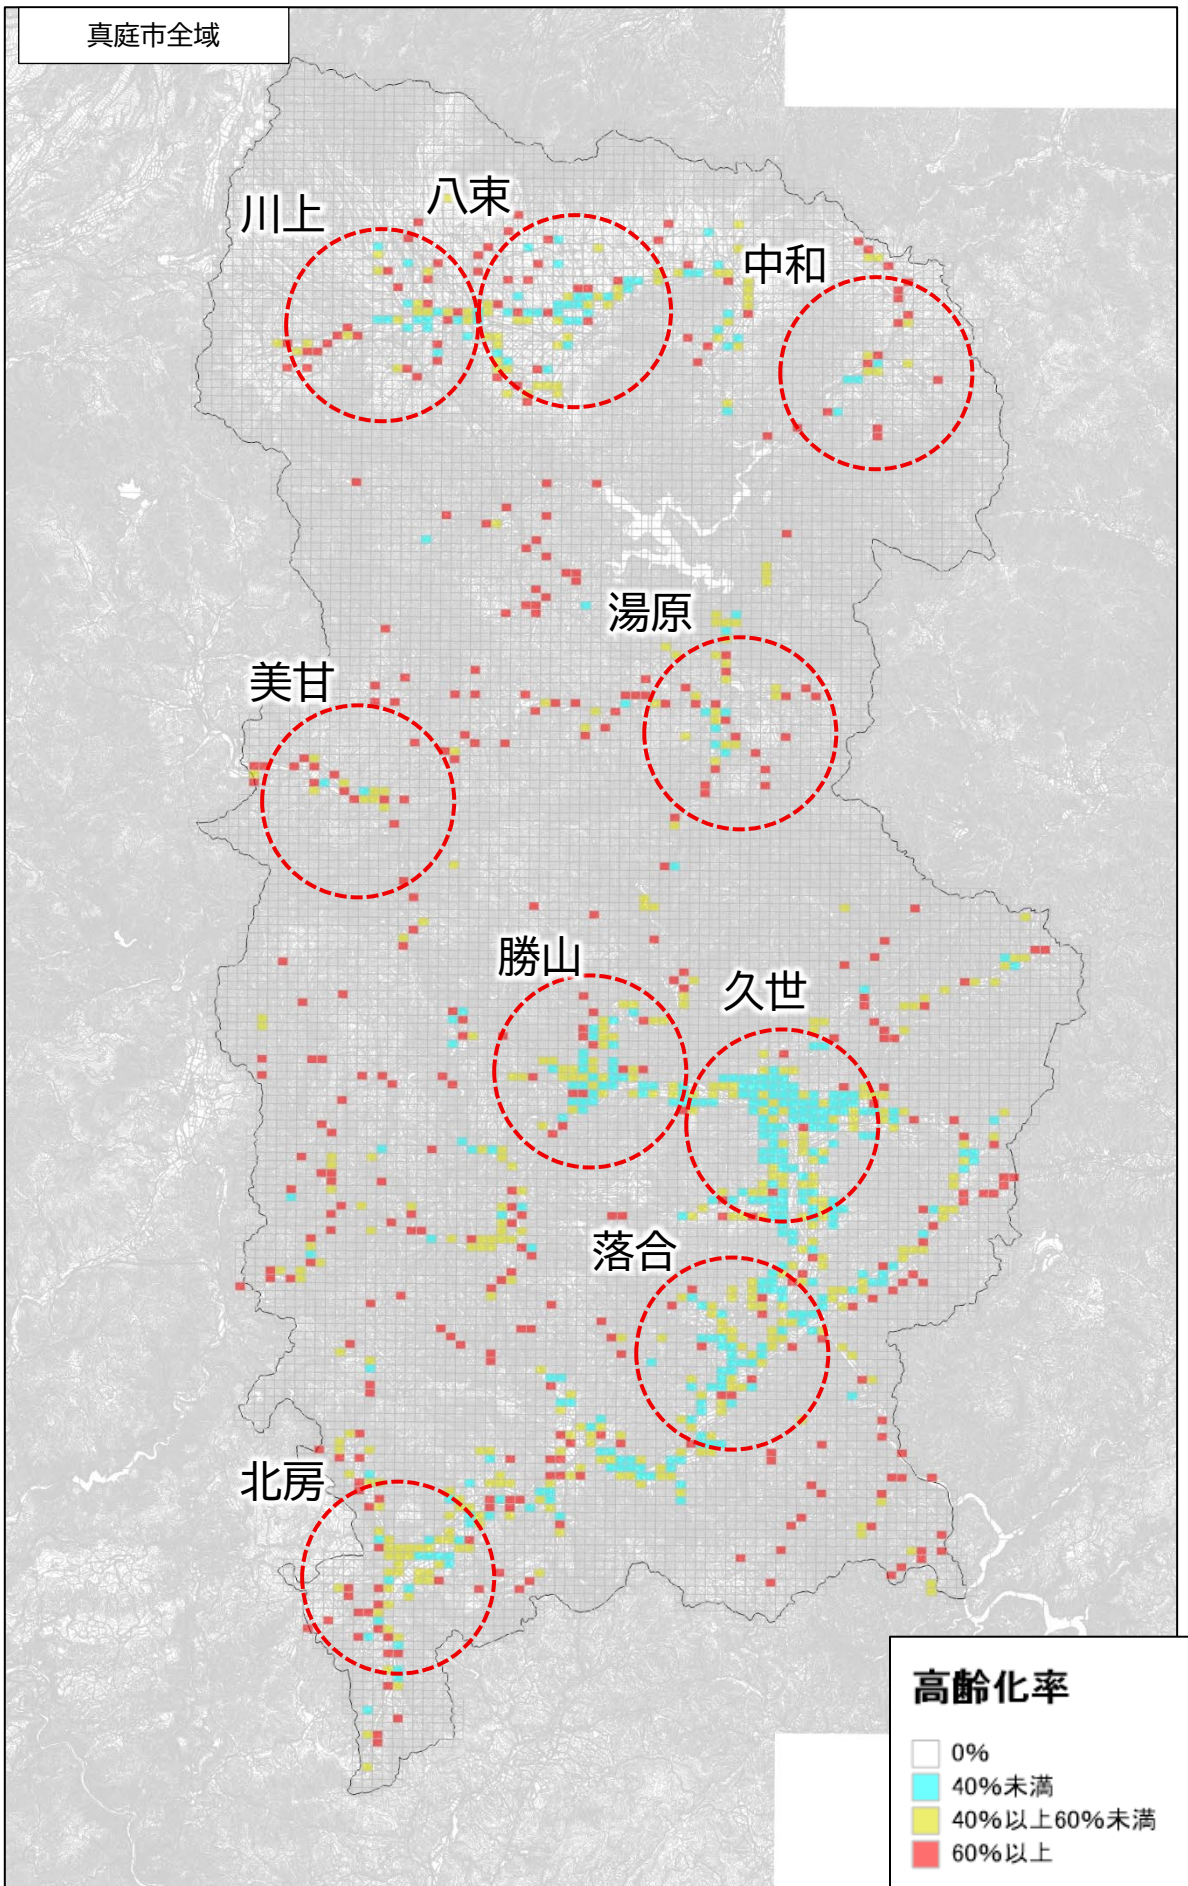 真庭市全域
八束
川上
中和
湯原
美甘
勝山
久世
落合
北房
高齢化率
0%
40%未満
40%以上60%未満
60%以上